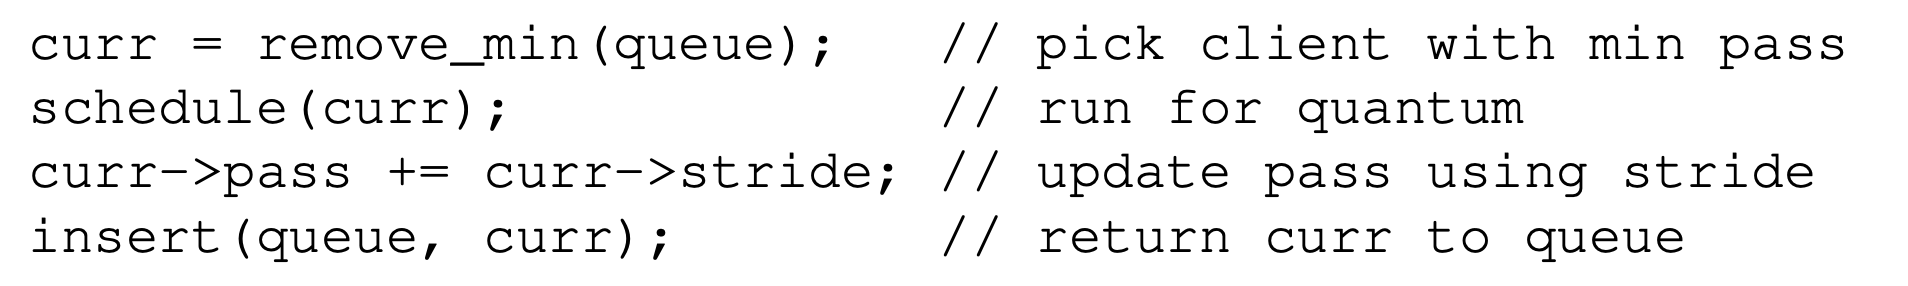 curr = remove_min(queue);   // pick client with min pass
schedule(curr);             // run for quantum
curr->pass += curr->stride; // update pass using stride
insert(queue, curr);        // return curr to queue